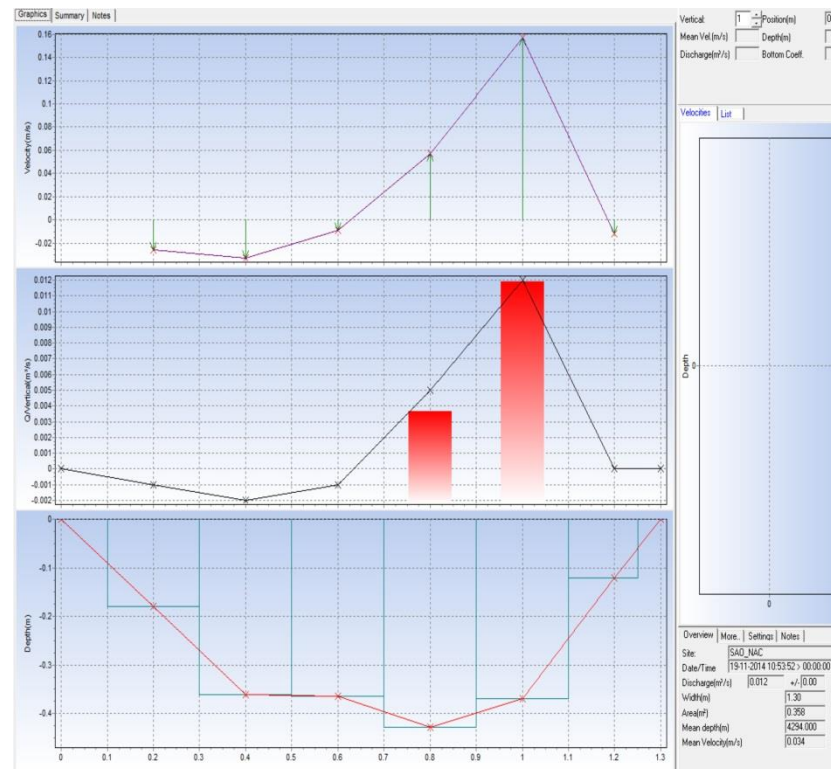 Graphics Summary Notes
0.16
0.14
0.12
0.1
0.08
0.06
0.04
0.02
0
-0.02
Velocity(m/s)
0.012
0.011
0.01
0.009
0.008
0.007
0.006
0.005
0.004
0.003
0.002
0.001
0
-0.001
-0.002
Q/Vertical(m³/s)
0
-0.1
-0.2
-0.3
-0.4
Depth(m)
0 0.1 0.2 0.3 0.4 0.5 0.6 0.7 0.8 0.9 1 1.1 1.2 1.3
Vertical: 1 Position(m) 0
Mean Vel.(m/s) Depth(m)
Discharge(m³/s) Bottom Coeff.
Velocities List
Depth
0
0
Overview More.. Settings Notes
Site: SAO_NAC
Date/Time 19-11-2014 10:53:52 > 00:00:00
Discharge(m³/s) 0.012 +/- 0.00
Width(m) 1.30
Area(m²) 0.358
Mean depth(m) 4294.000
Mean Velocity(m/s) 0.034